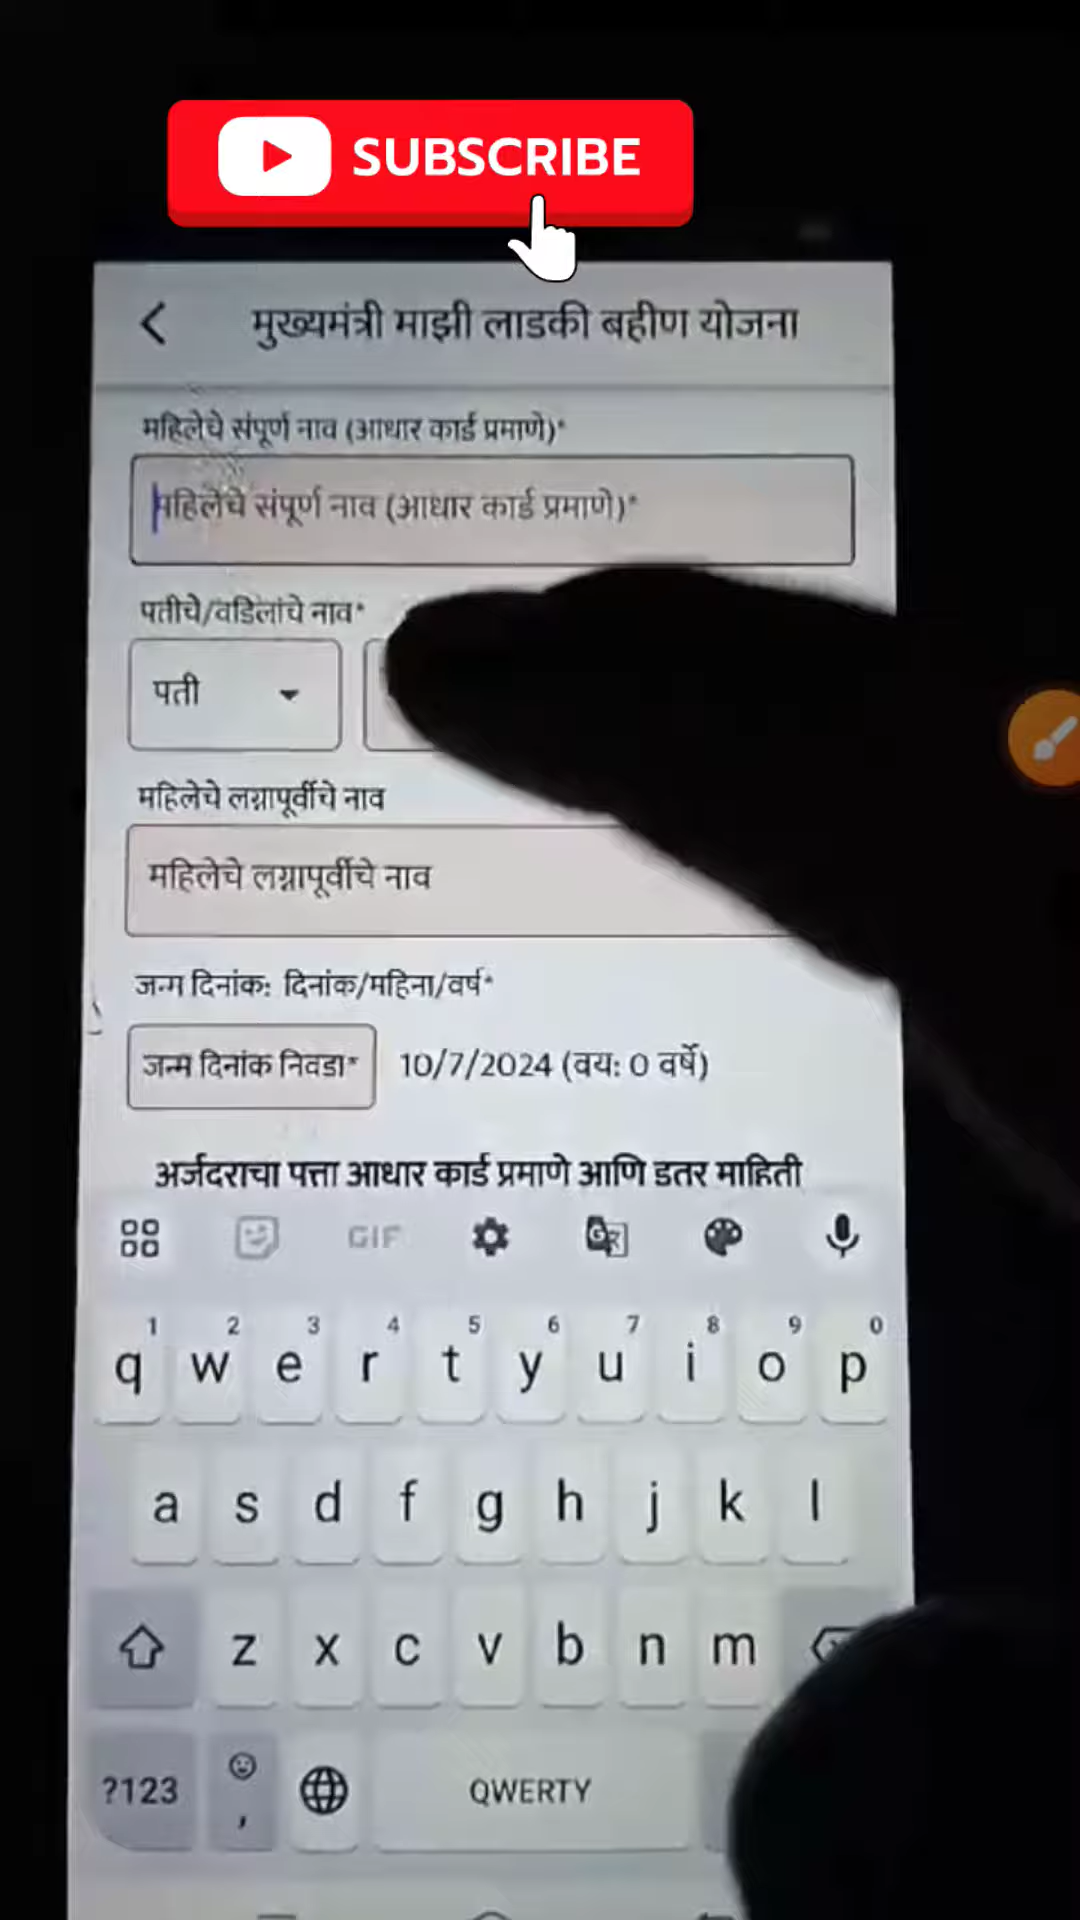 SUBSCRIBE
मुख्यमंत्री माझी लाडकी बहीण योजना
महिलेचे संपूर्ण नाव (आधार कार्ड प्रमाणे)*
महिलेचे संपूर्ण नाव (आधार कार्ड प्रमाणे)*
पतीचे/वडिलांचे नाव*
पती
महिलेचे लग्नापूर्वीचे नाव
महिलेचे लग्नापूर्वीचे नाव
जन्म दिनांक: दिनांक/महिना/वर्ष*
जन्म दिनांक निवडा* 10/7/2024 (वय: 0 वर्षे)
अर्जदाराचा पत्ता आधार कार्ड प्रमाणे आणि इतर माहिती
GIF
1 2 3 4 5 6 7 8 9 0
q w e r t y u i o p
a s d f g h j k l
z x c v b n m
?123 , QWERTY